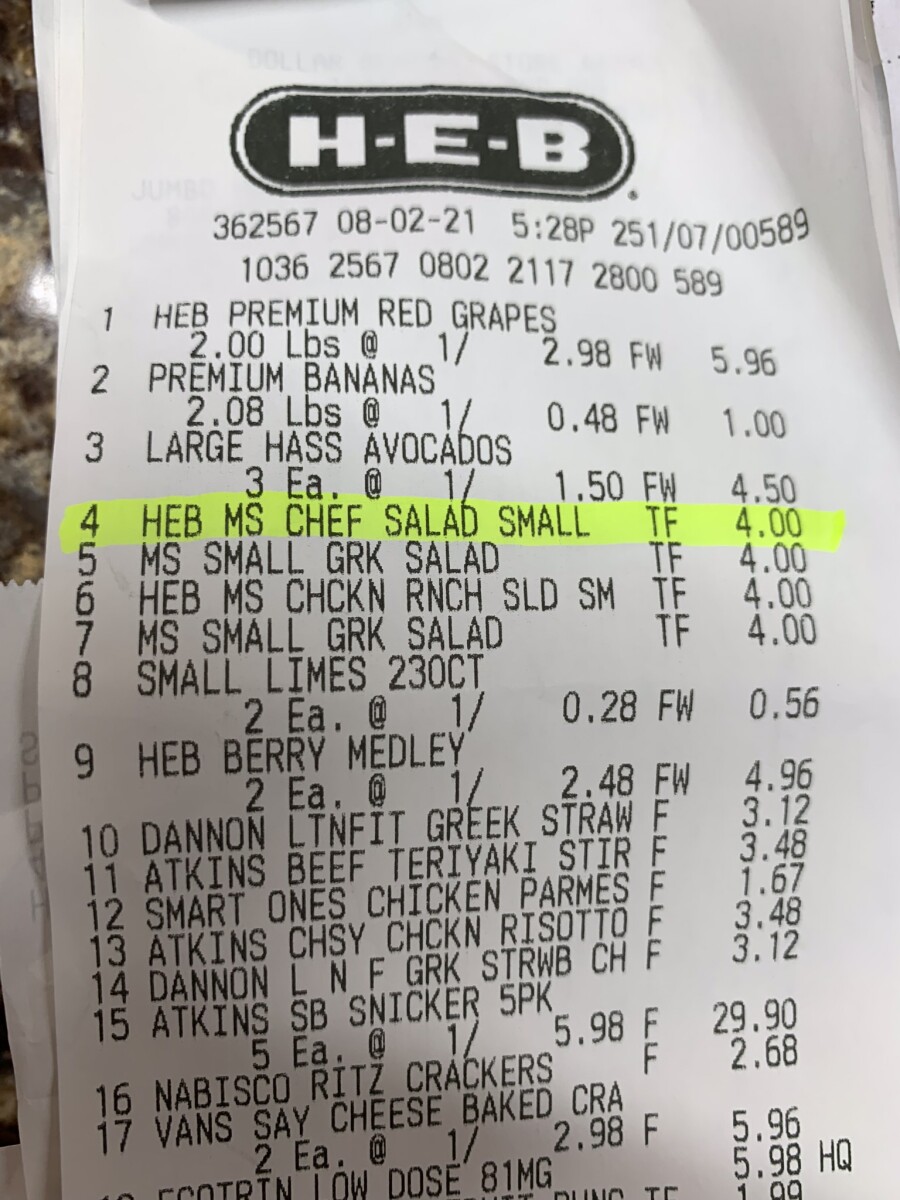 H-E-B
362567 08-02-21 5:28P 251/07/00589
1036 2567 0802 2117 2800 589
1 HEB PREMIUM RED GRAPES
2.00 Lbs @ 1/ 2.98 FW 5.96
2 PREMIUM BANANAS
2.08 Lbs @ 1/ 0.48 FW 1.00
3 LARGE HASS AVOCADOS
3 Ea. @ 1/ 1.50 FW 4.50
4 HEB MS CHEF SALAD SMALL TF 4.00
5 MS SMALL GRK SALAD TF 4.00
6 HEB MS CHCKN RNCH SLD SM TF 4.00
7 MS SMALL GRK SALAD TF 4.00
8 SMALL LIMES 230CT
2 Ea. @ 1/ 0.28 FW 0.56
9 HEB BERRY MEDLEY
2 Ea. @ 1/ 2.48 FW 4.96
10 DANNON LTNFIT GREEK STRAW F 3.12
11 ATKINS BEEF TERIYAKI STIR F 3.48
12 SMART ONES CHICKEN PARMES F 1.67
13 ATKINS CHSY CHCKN RISOTTO F 3.48
14 DANNON L N F GRK STRWB CH F 3.12
15 ATKINS SB SNICKER 5PK
5 Ea. @ 1/ 5.98 F 29.90
16 NABISCO RITZ CRACKERS F 2.68
17 VANS SAY CHEESE BAKED CRA
2 Ea. @ 1/ 2.98 F 5.96
18 ECOTRIN LOW DOSE 81MG 5.98 HQ
TF 1.99